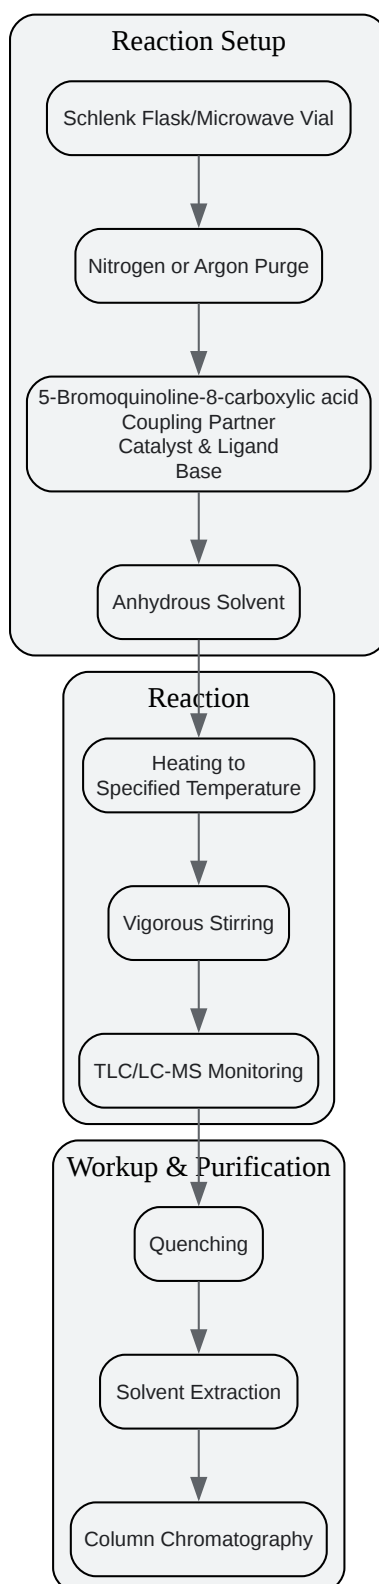 Reaction Setup
Schlenk Flask/Microwave Vial
Nitrogen or Argon Purge
5-Bromoquinoline-8-carboxylic acid
Coupling Partner
Catalyst & Ligand
Base
Anhydrous Solvent
Reaction
Heating to
Specified Temperature
Vigorous Stirring
TLC/LC-MS Monitoring
Workup & Purification
Quenching
Solvent Extraction
Column Chromatography